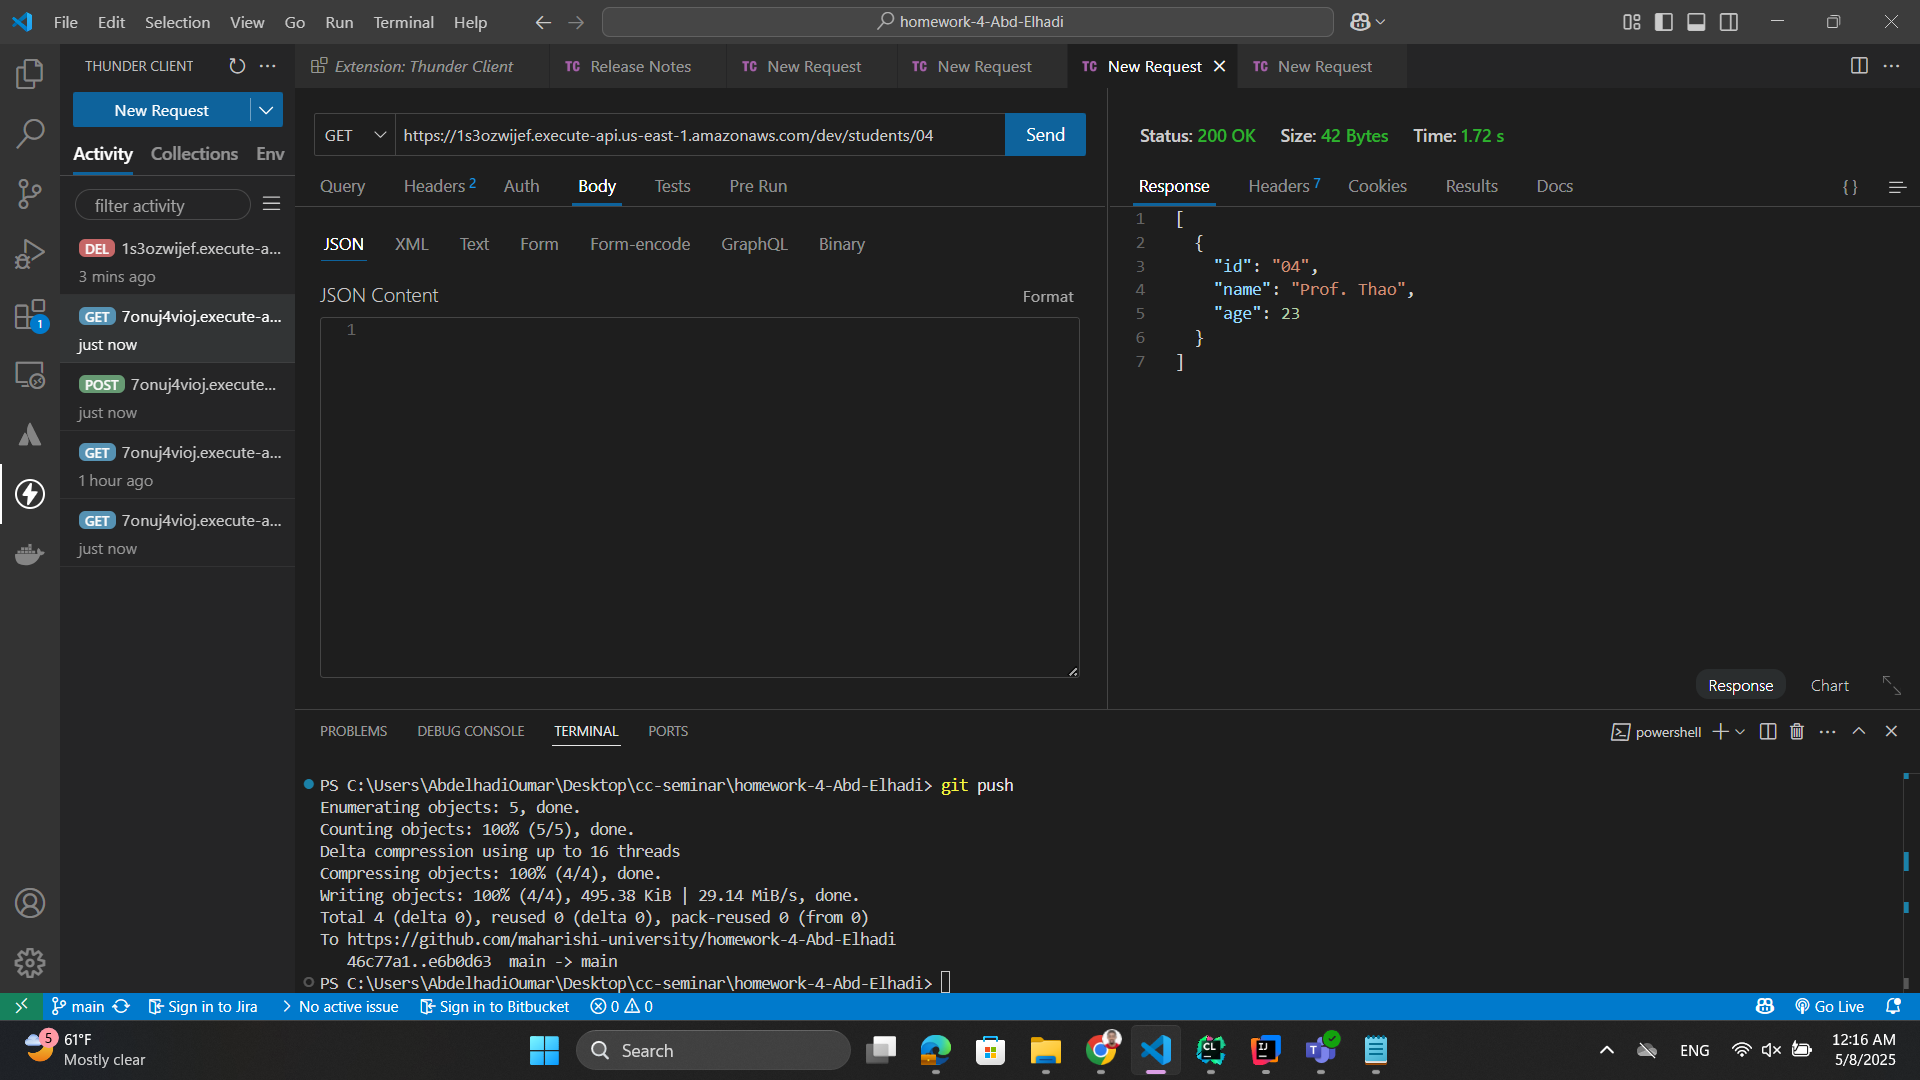 File Edit Selection View Go Run Terminal Help
homework-4-Abd-Elhadi
THUNDER CLIENT
New Request
Activity Collections Env
filter activity
DEL 1s3ozwijef.execute-a...
3 mins ago
GET 7onuj4vioj.execute-a...
just now
POST 7onuj4vioj.execute...
just now
GET 7onuj4vioj.execute-a...
1 hour ago
GET 7onuj4vioj.execute-a...
just now
1
Extension: Thunder Client TC Release Notes TC New Request TC New Request TC New Request TC New Request
GET https://1s3ozwijef.execute-api.us-east-1.amazonaws.com/dev/students/04 Send
Query Headers 2 Auth Body Tests Pre Run
JSON XML Text Form Form-encode GraphQL Binary
JSON Content Format
1
Status: 200 OK Size: 42 Bytes Time: 1.72 s
Response Headers 7 Cookies Results Docs {}
1 [
2 {
3 "id": "04",
4 "name": "Prof. Thao",
5 "age": 23
6 }
7 ]
Response Chart
PROBLEMS DEBUG CONSOLE TERMINAL PORTS powershell
PS C:\Users\AbdelhadiOumar\Desktop\cc-seminar\homework-4-Abd-Elhadi> git push
Enumerating objects: 5, done.
Counting objects: 100% (5/5), done.
Delta compression using up to 16 threads
Compressing objects: 100% (4/4), done.
Writing objects: 100% (4/4), 495.38 KiB | 29.14 MiB/s, done.
Total 4 (delta 0), reused 0 (delta 0), pack-reused 0 (from 0)
To https://github.com/maharishi-university/homework-4-Abd-Elhadi
46c77a1..e6b0d63 main -> main
PS C:\Users\AbdelhadiOumar\Desktop\cc-seminar\homework-4-Abd-Elhadi>
main Sign in to Jira No active issue Sign in to Bitbucket 0 0 Go Live
5 61°F
Mostly clear
Search
CL
IJ
T
ENG
12:16 AM
5/8/2025